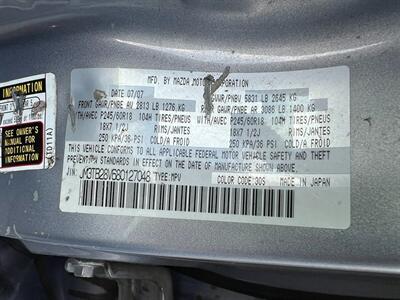 INFORMATION
SEE OWNER'S
MANUAL FOR
ADDITIONAL
INFORMATION
MFD. BY MAZDA MOTOR CORPORATION
DATE 07/07 /PNBV 5831 LB 2645 KG
FRONT GAWR/PNBE AV 2813 LB 1276 KG REAR GAWR/PNBE AR 3086 LB 1400 KG
WITH/AVEC P245/60R18 104H TIRES/PNEUS WITH/AVEC P245/60R18 104H TIRES/PNEUS
18X7 1/2J RIMS/JANTES 18X7 1/2J RIMS/JANTES
250 KPA/36 PSI COLD/A FROID 250 KPA/36 PSI COLD/A FROID
THIS VEHICLE CONFORMS TO ALL APPLICABLE FEDERAL MOTOR VEHICLE SAFETY AND THEFT
PREVENTION STANDARDS IN EFFECT ON THE DATE OF MANUFACTURE SHOWN ABOVE.
JM3TB28V580127048 TYPE:MPV COLOR CODE:30S MADE IN JAPAN